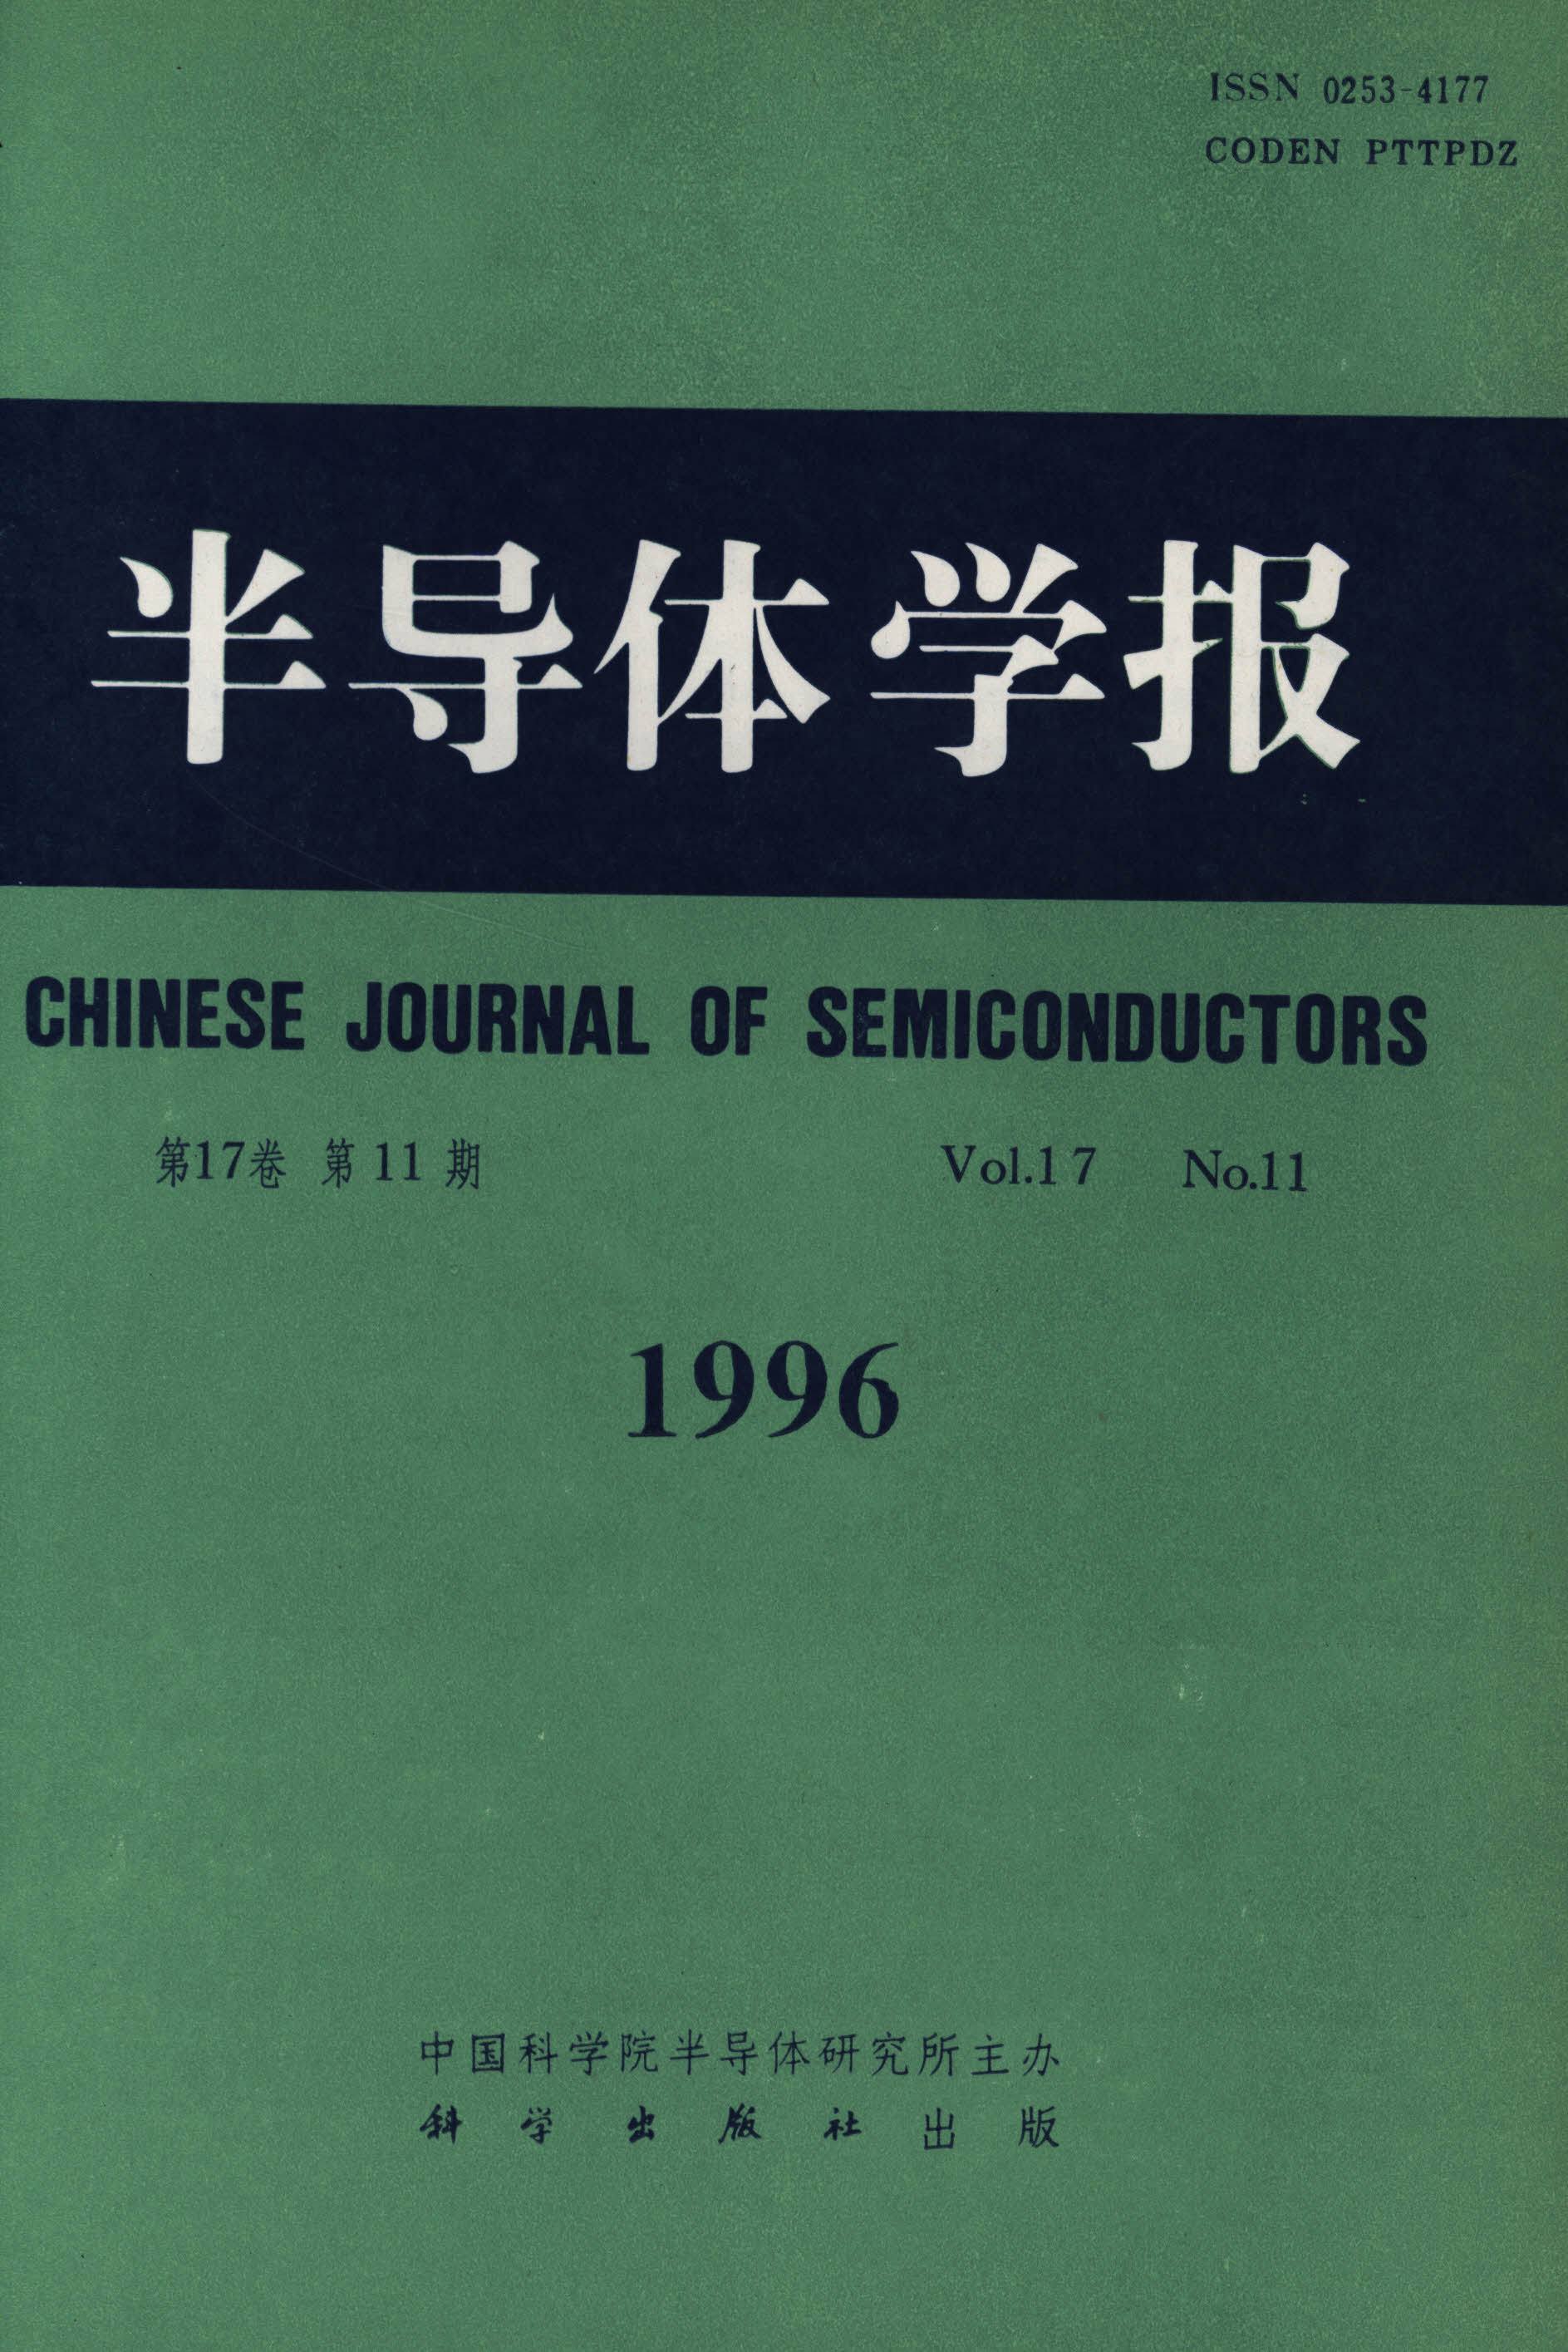 ISSN 0253-4177
CODEN PTTPDZ
半导体学报
CHINESE JOURNAL OF SEMICONDUCTORS
第17卷 第11期 Vol.17 No.11
1996
中国科学院半导体研究所主办
科学出版社出版